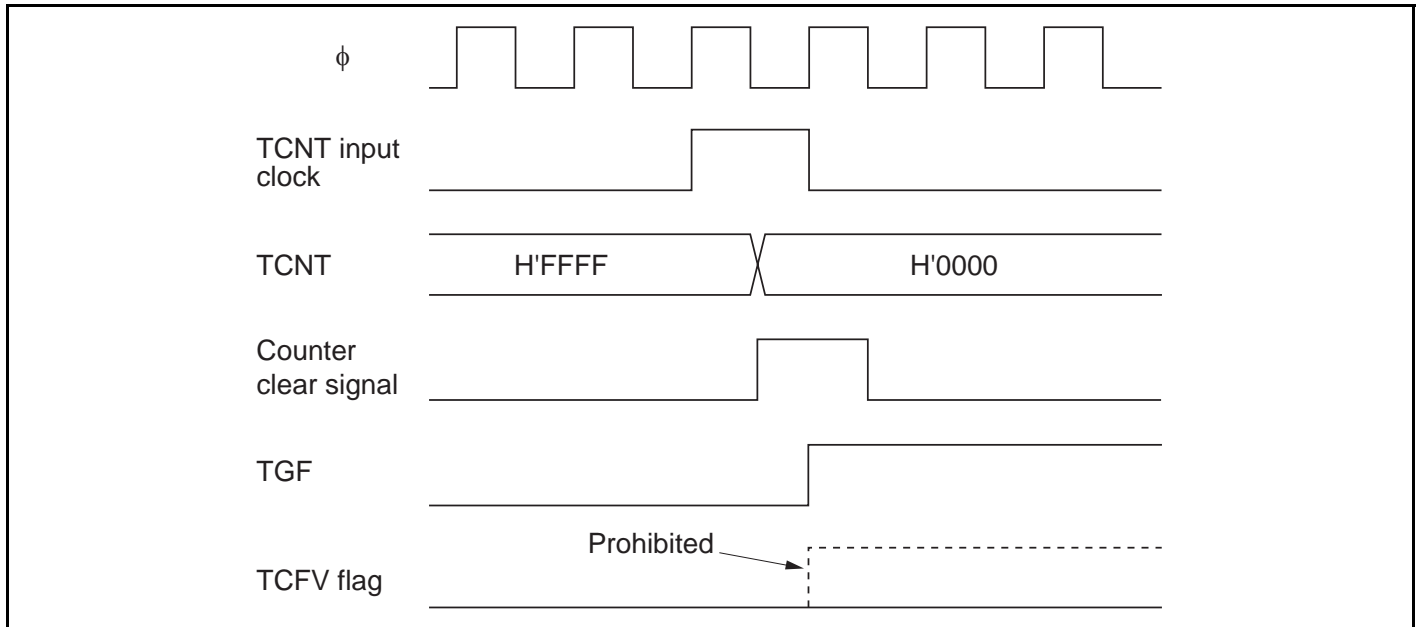 ϕ
TCNT input
clock
TCNT
H'FFFF
H'0000
Counter
clear signal
TGF
Prohibited
TCFV flag